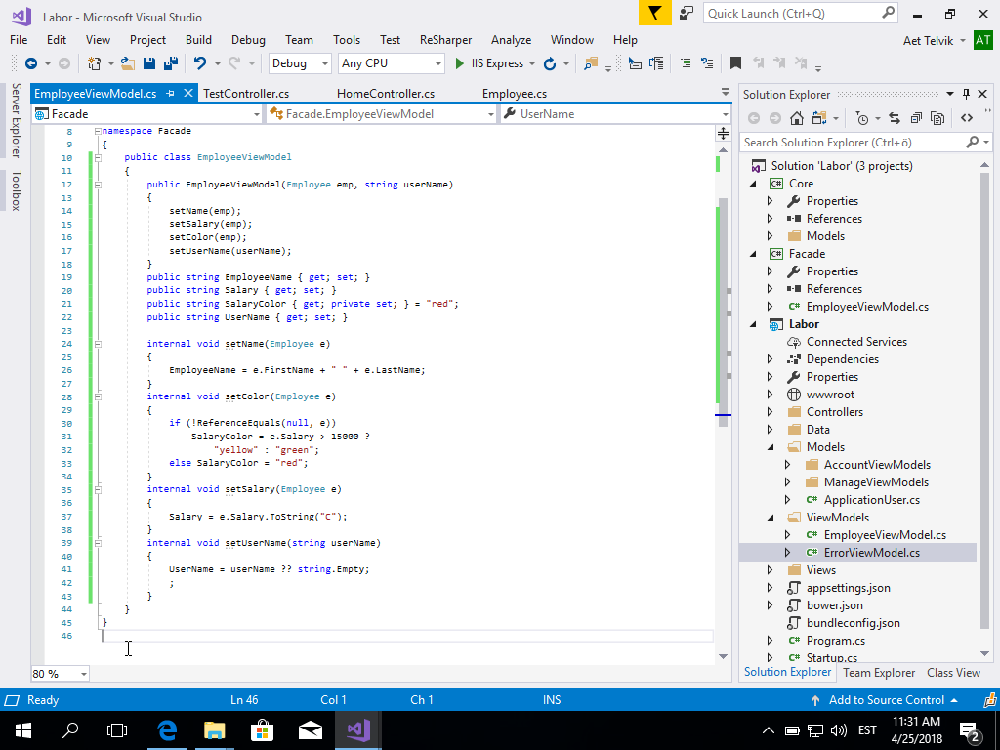 Labor - Microsoft Visual Studio
Quick Launch (Ctrl+Q)
File Edit View Project Build Debug Team Tools Test ReSharper Analyze Window Help
Aet Telvik AT
Debug Any CPU IIS Express
Server Explorer
Toolbox
EmployeeViewModel.cs TestController.cs HomeController.cs Employee.cs
Facade Facade.EmployeeViewModel UserName
8 namespace Facade
9 {
10 public class EmployeeViewModel
11 {
12 public EmployeeViewModel(Employee emp, string userName)
13 {
14 setName(emp);
15 setSalary(emp);
16 setColor(emp);
17 setUserName(userName);
18 }
19 public string EmployeeName { get; set; }
20 public string Salary { get; set; }
21 public string SalaryColor { get; private set; } = "red";
22 public string UserName { get; set; }
23
24 internal void setName(Employee e)
25 {
26 EmployeeName = e.FirstName + " " + e.LastName;
27 }
28 internal void setColor(Employee e)
29 {
30 if (!ReferenceEquals(null, e))
31 SalaryColor = e.Salary > 15000 ?
32 "yellow" : "green";
33 else SalaryColor = "red";
34 }
35 internal void setSalary(Employee e)
36 {
37 Salary = e.Salary.ToString("C");
38 }
39 internal void setUserName(string userName)
40 {
41 UserName = userName ?? string.Empty;
42 ;
43 }
44 }
45 }
46
80 %
Solution Explorer
Search Solution Explorer (Ctrl+ö)
Solution 'Labor' (3 projects)
C# Core
Properties
References
Models
C# Facade
Properties
References
C# EmployeeViewModel.cs
Labor
Connected Services
Dependencies
Properties
wwwroot
Controllers
Data
Models
AccountViewModels
ManageViewModels
C# ApplicationUser.cs
ViewModels
C# EmployeeViewModel.cs
C# ErrorViewModel.cs
Views
appsettings.json
bower.json
bundleconfig.json
C# Program.cs
C# Startup.cs
Solution Explorer Team Explorer Class View
Ready Ln 46 Col 1 Ch 1 INS Add to Source Control
EST
11:31 AM
4/25/2018
2